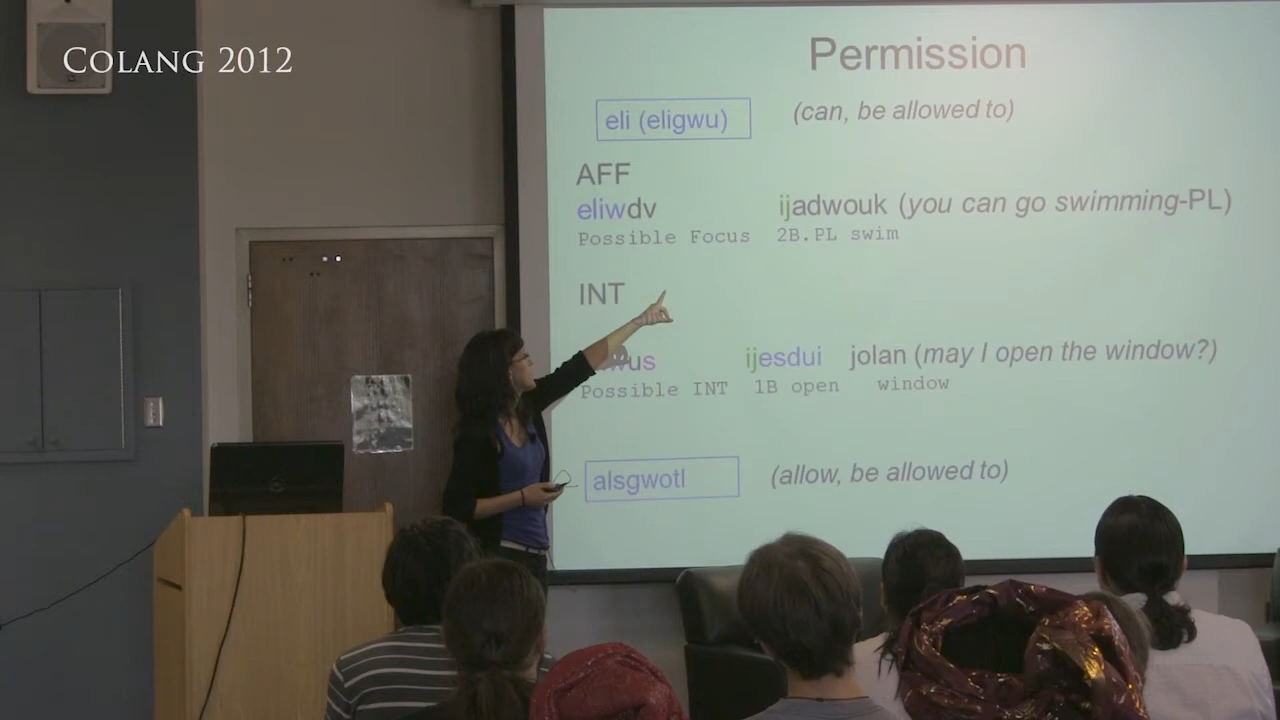 COLANG 2012
Permission
eli (eligwu) (can, be allowed to)
AFF
eliwdv ijadwouk (you can go swimming-PL)
Possible Focus 2B.PL swim
INT
ijesdui jolan (may I open the window?)
Possible INT 1B open window
alsgwotl (allow, be allowed to)